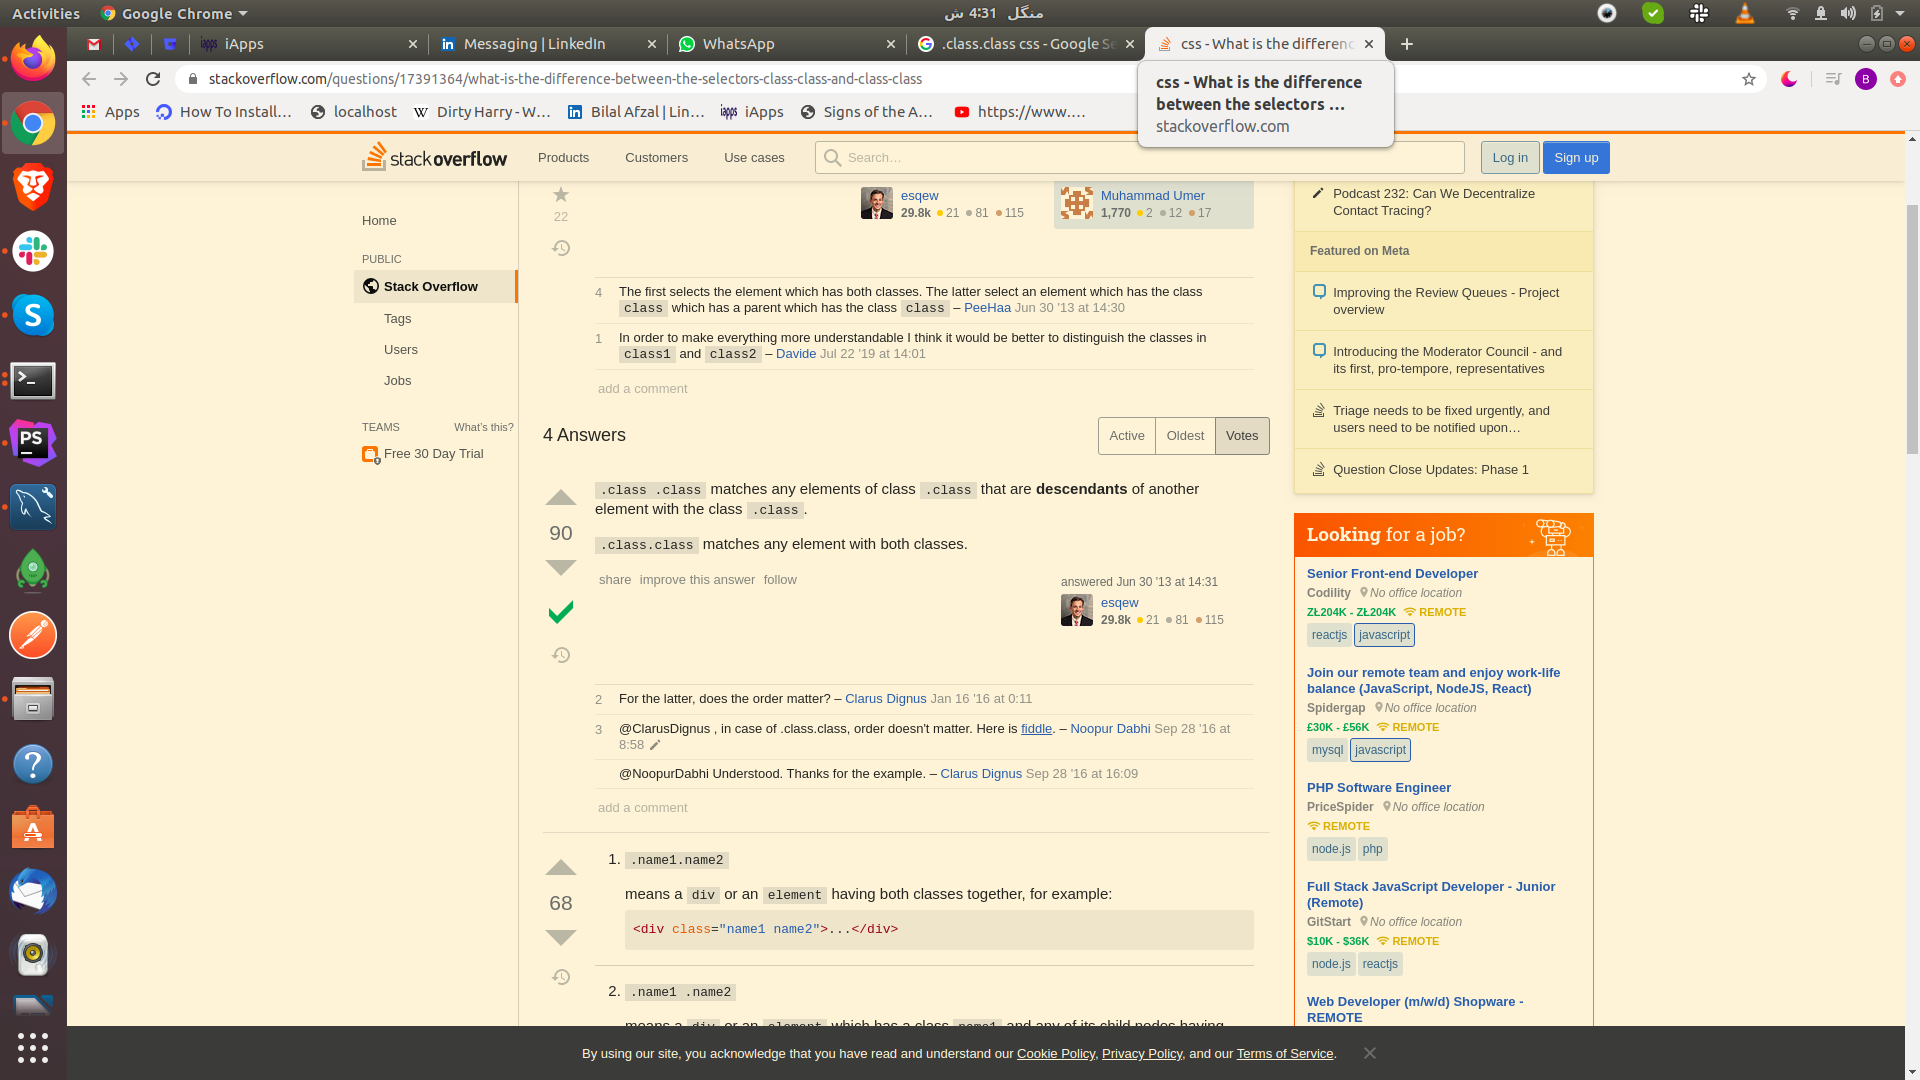 Activities
Google Chrome
منگل 4:31 ش
iApps
Messaging | LinkedIn
WhatsApp
.class.class css - Google Se
css - What is the differenc
stackoverflow.com/questions/17391364/what-is-the-difference-between-the-selectors-class-class-and-class-class
B
css - What is the difference
between the selectors ...
stackoverflow.com
Apps
How To Install...
localhost
W
Dirty Harry - W...
Bilal Afzal | Lin...
iApps
Signs of the A...
https://www....
stackoverflow
Products
Customers
Use cases
Search...
Log in
Sign up
Home
PUBLIC
Stack Overflow
Tags
Users
Jobs
TEAMS
What's this?
Free 30 Day Trial
22
esqew
29.8k 21 81 115
Muhammad Umer
1,770 2 12 17
4 The first selects the element which has both classes. The latter select an element which has the class
class which has a parent which has the class class – PeeHaa Jun 30 '13 at 14:30
1 In order to make everything more understandable I think it would be better to distinguish the classes in
class1 and class2 – Davide Jul 22 '19 at 14:01
add a comment
4 Answers
Active
Oldest
Votes
90
.class .class matches any elements of class .class that are descendants of another
element with the class .class.
.class.class matches any element with both classes.
share improve this answer follow
answered Jun 30 '13 at 14:31
esqew
29.8k 21 81 115
2 For the latter, does the order matter? – Clarus Dignus Jan 16 '16 at 0:11
3 @ClarusDignus , in case of .class.class, order doesn't matter. Here is fiddle. – Noopur Dabhi Sep 28 '16 at
8:58
@NoopurDabhi Understood. Thanks for the example. – Clarus Dignus Sep 28 '16 at 16:09
add a comment
68
1. .name1.name2
means a div or an element having both classes together, for example:
<div class="name1 name2">...</div>
2. .name1 .name2
means a div or an element which has a class name1 and any of its child nodes having
Podcast 232: Can We Decentralize
Contact Tracing?
Featured on Meta
Improving the Review Queues - Project
overview
Introducing the Moderator Council - and
its first, pro-tempore, representatives
Triage needs to be fixed urgently, and
users need to be notified upon...
Question Close Updates: Phase 1
Looking for a job?
Senior Front-end Developer
Codility No office location
ZŁ204K - ZŁ204K REMOTE
reactjs javascript
Join our remote team and enjoy work-life
balance (JavaScript, NodeJS, React)
Spidergap No office location
£30K - £56K REMOTE
mysql javascript
PHP Software Engineer
PriceSpider No office location
REMOTE
node.js php
Full Stack JavaScript Developer - Junior
(Remote)
GitStart No office location
$10K - $36K REMOTE
node.js reactjs
Web Developer (m/w/d) Shopware -
REMOTE
By using our site, you acknowledge that you have read and understand our Cookie Policy, Privacy Policy, and our Terms of Service.